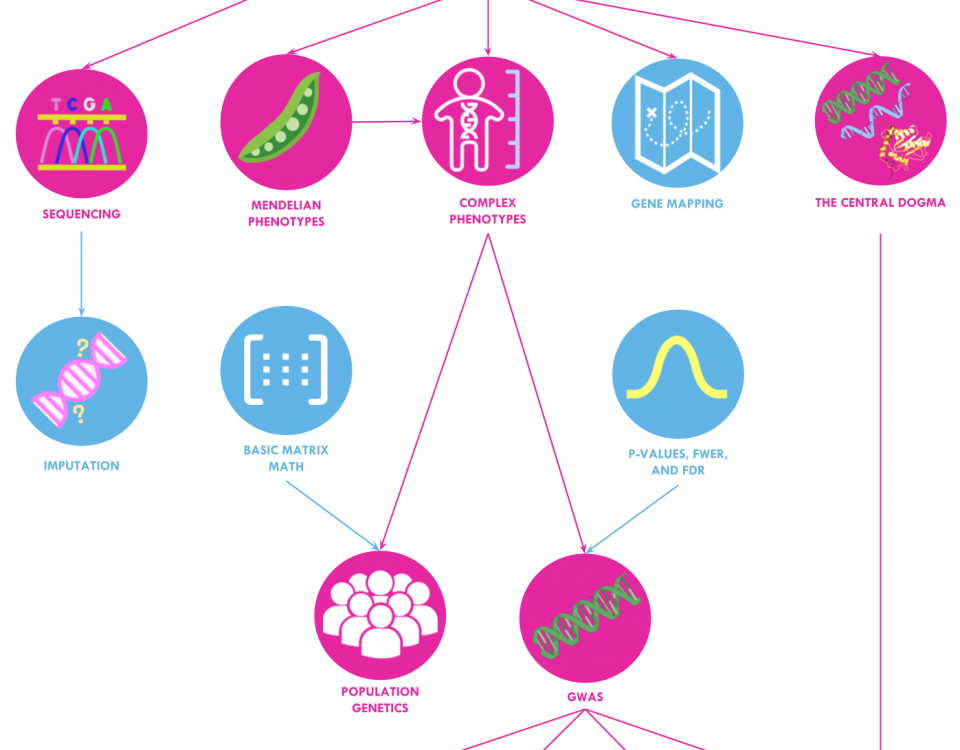 T C G A
SEQUENCING
MENDELIAN
PHENOTYPES
COMPLEX
PHENOTYPES
GENE MAPPING
THE CENTRAL DOGMA
?
?
IMPUTATION
BASIC MATRIX
MATH
P-VALUES, FWER,
AND FDR
POPULATION
GENETICS
GWAS